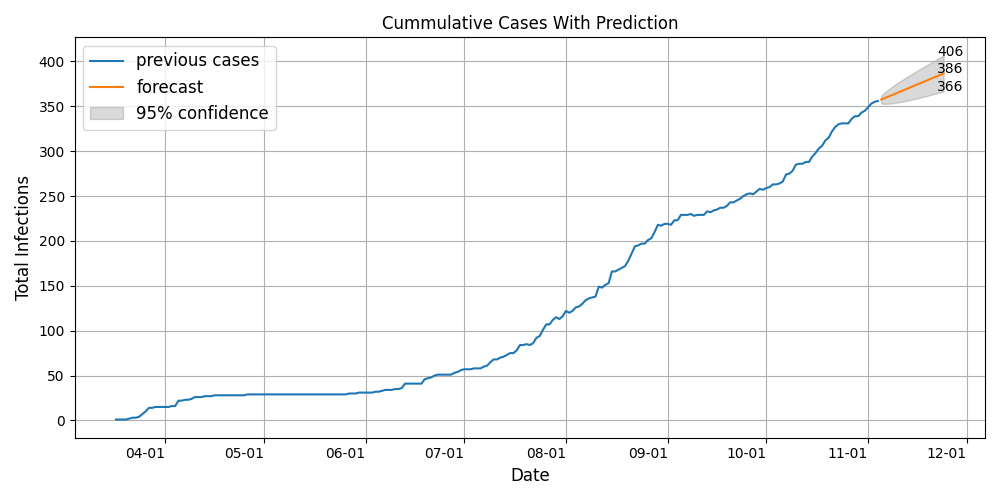 Cummulative Cases With Prediction
previous cases
forecast
95% confidence
406
386
366
400
350
300
250
200
150
100
50
0
Total Infections
04-01 05-01 06-01 07-01 08-01 09-01 10-01 11-01 12-01
Date